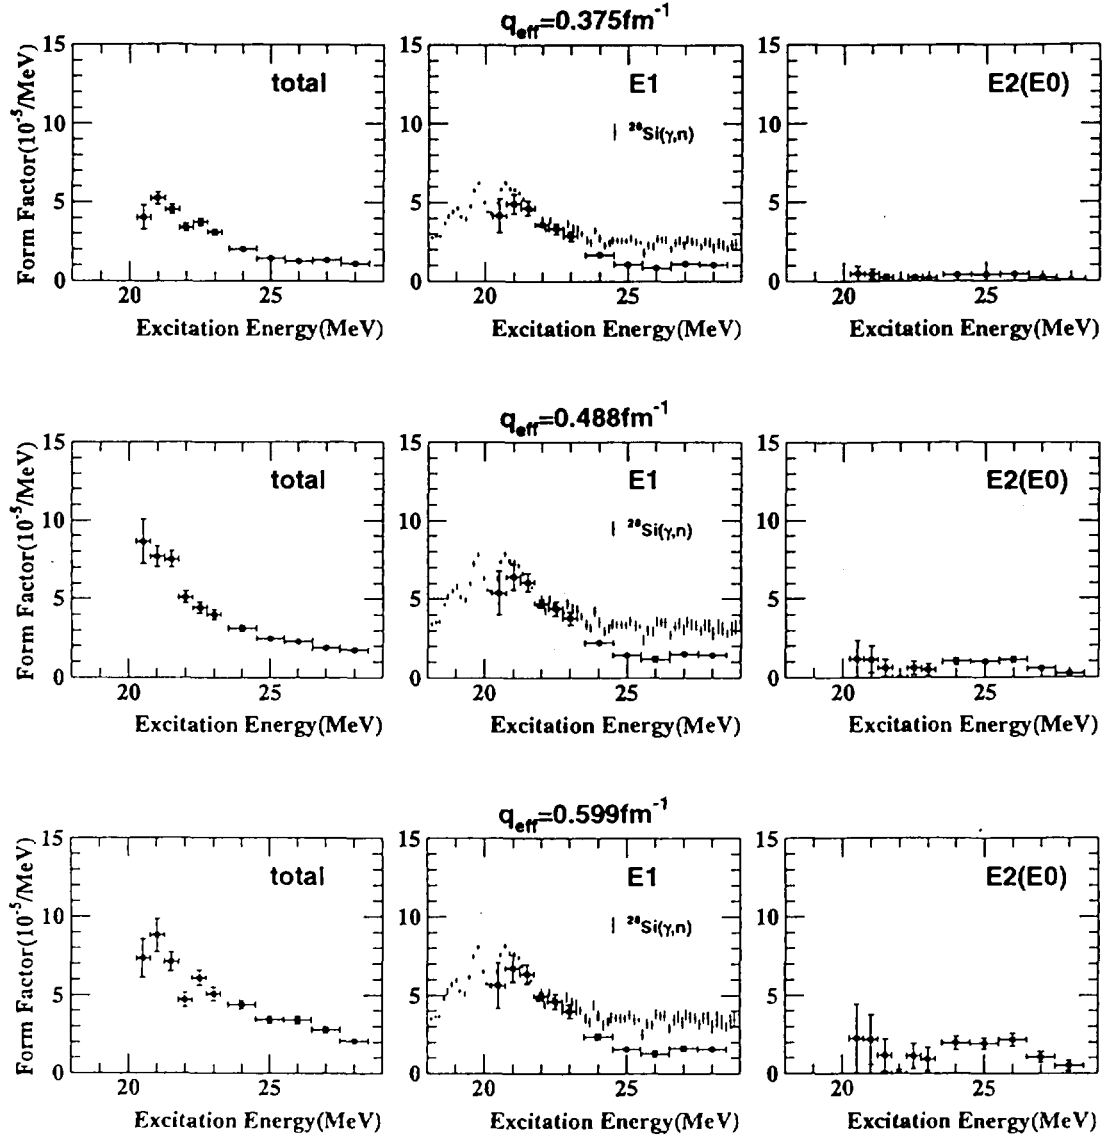 q_eff=0.375fm^-1
Form Factor(10^-5/MeV)
15
10
5
0
total
20
25
Excitation Energy(MeV)
15
10
5
0
E1
^28Si(γ,n)
20
25
Excitation Energy(MeV)
15
10
5
0
E2(E0)
20
25
Excitation Energy(MeV)
q_eff=0.488fm^-1
Form Factor(10^-5/MeV)
15
10
5
0
total
20
25
Excitation Energy(MeV)
15
10
5
0
E1
^28Si(γ,n)
20
25
Excitation Energy(MeV)
15
10
5
0
E2(E0)
20
25
Excitation Energy(MeV)
q_eff=0.599fm^-1
Form Factor(10^-5/MeV)
15
10
5
0
total
20
25
Excitation Energy(MeV)
15
10
5
0
E1
^28Si(γ,n)
20
25
Excitation Energy(MeV)
15
10
5
0
E2(E0)
20
25
Excitation Energy(MeV)